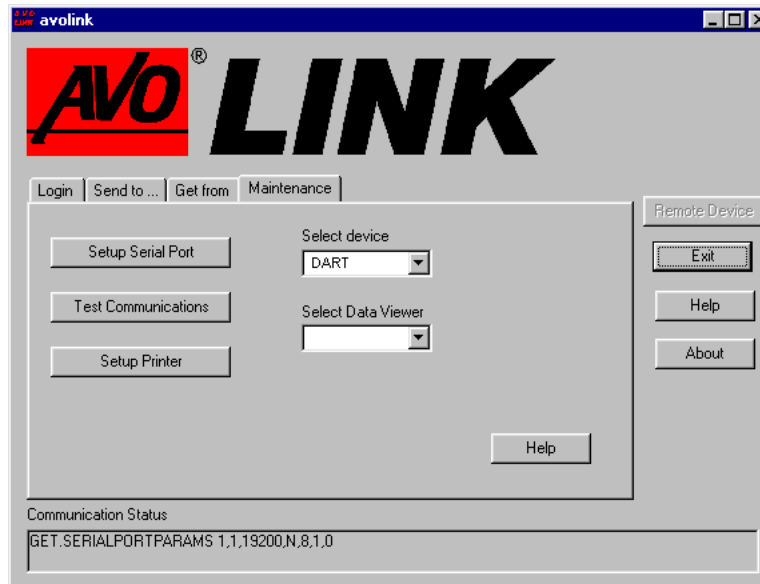 AVO LINK avolink
AVO® LINK
Login Send to ... Get from Maintenance
Remote Device
Setup Serial Port
Select device
DART
Exit
Test Communications
Select Data Viewer
Help
Setup Printer
About
Help
Communication Status
GET.SERIALPORTPARAMS 1,1,19200,N,8,1,0